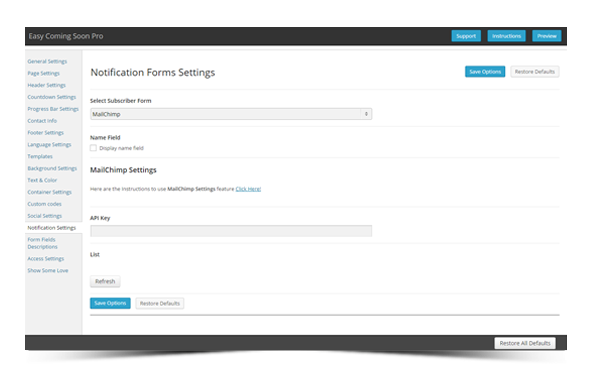 Easy Coming Soon Pro
Support
Instructions
Preview
General Settings
Page Settings
Header Settings
Countdown Settings
Progress Bar Settings
Contact Info
Footer Settings
Language Settings
Templates
Background Settings
Text & Color
Container Settings
Custom codes
Social Settings
Notification Settings
Form Fields
Descriptions
Access Settings
Show Some Love
Notification Forms Settings
Save Options
Restore Defaults
Select Subscriber Form
MailChimp
Name Field
Display name field
MailChimp Settings
Here are the Instructions to use MailChimp Settings feature Click Here!
API Key
List
Refresh
Save Options
Restore Defaults
Restore All Defaults